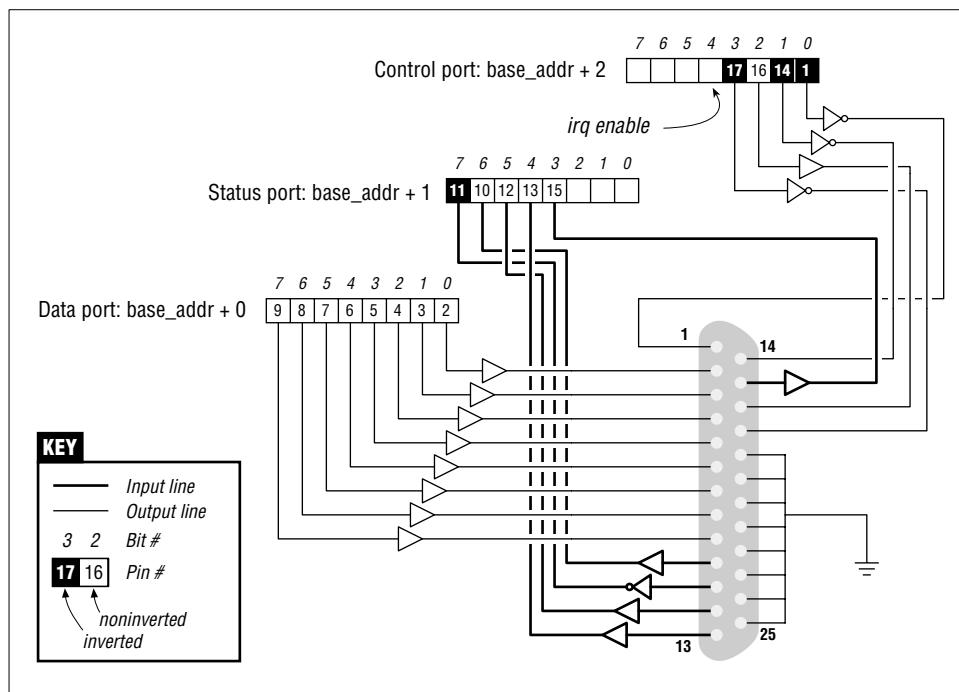 7 6 5 4 3 2 1 0
Control port: base_addr + 2
17 16 14 1
irq enable
7 6 5 4 3 2 1 0
Status port: base_addr + 1
11 10 12 13 15
7 6 5 4 3 2 1 0
Data port: base_addr + 0
9 8 7 6 5 4 3 2
1
14
KEY
Input line
Output line
3 2 Bit #
17 16 Pin #
noninverted
inverted
13
25